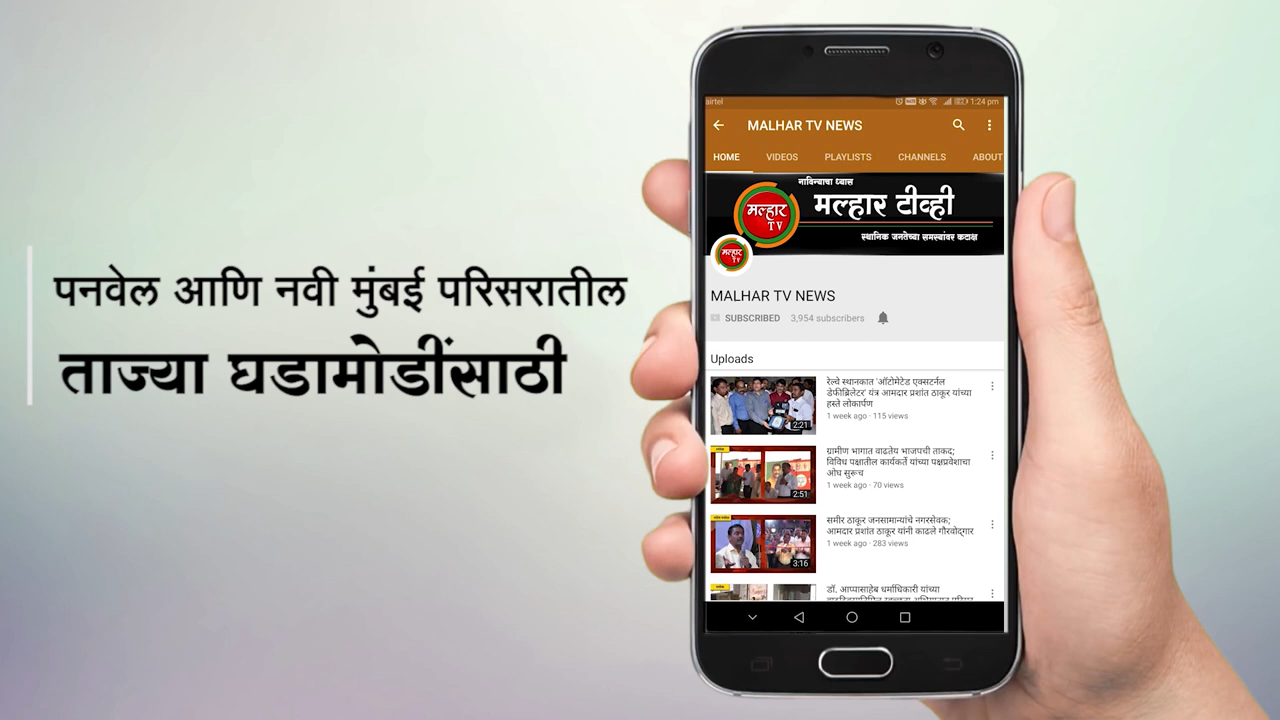 पनवेल आणि नवी मुंबई परिसरातील
ताज्या घडामोडींसाठी
airtel
1:24 pm
MALHAR TV NEWS
HOME VIDEOS PLAYLISTS CHANNELS ABOUT
नाविन्याचा ध्यास
मल्हार टीव्ही
मल्हार
TV
स्थानिक जनतेच्या समस्यांवर कटाक्ष
मल्हार
TV
MALHAR TV NEWS
SUBSCRIBED 3,954 subscribers
Uploads
रेल्वे स्थानकात 'ऑटोमेटेड एक्सटर्नल
डेफीब्रिलेटर' यंत्र आमदार प्रशांत ठाकूर यांच्या
हस्ते लोकार्पण
1 week ago · 115 views
2:21
ग्रामीण भागात वाढतेय भाजपची ताकद;
विविध पक्षातील कार्यकर्ते यांच्या पक्षप्रवेशाचा
ओघ सुरूच
1 week ago · 70 views
2:51
समीर ठाकूर जनसामान्यांचे नगरसेवक;
आमदार प्रशांत ठाकूर यांनी काढले गौरवोद्गार
1 week ago · 283 views
3:16
डॉ. आप्पासाहेब धर्माधिकारी यांच्या